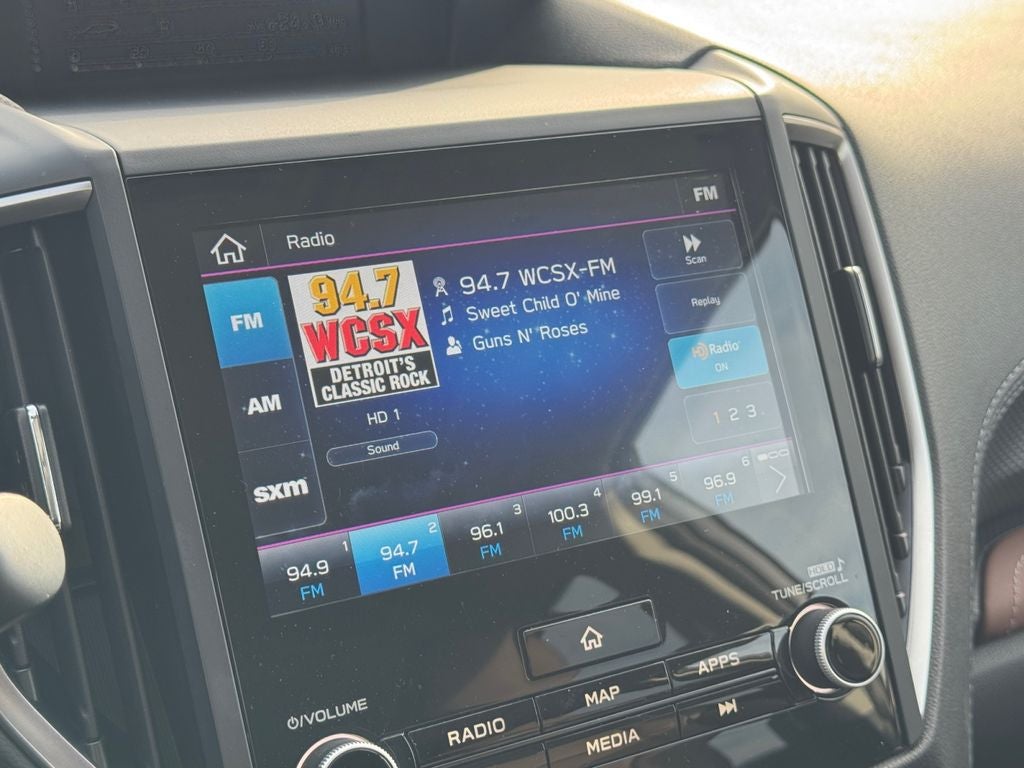 FM
Radio
Scan
94.7 WCSX-FM
Sweet Child O' Mine
Guns N' Roses
Replay
HD Radio
ON
1 2 3
FM
AM
sxm
94.7
WCSX
DETROIT'S
CLASSIC ROCK
HD 1
Sound
1
94.9
FM
2
94.7
FM
3
96.1
FM
4
100.3
FM
5
99.1
FM
6
96.9
FM
HOLD
TUNE/SCROLL
VOLUME
RADIO
MAP
APPS
MEDIA